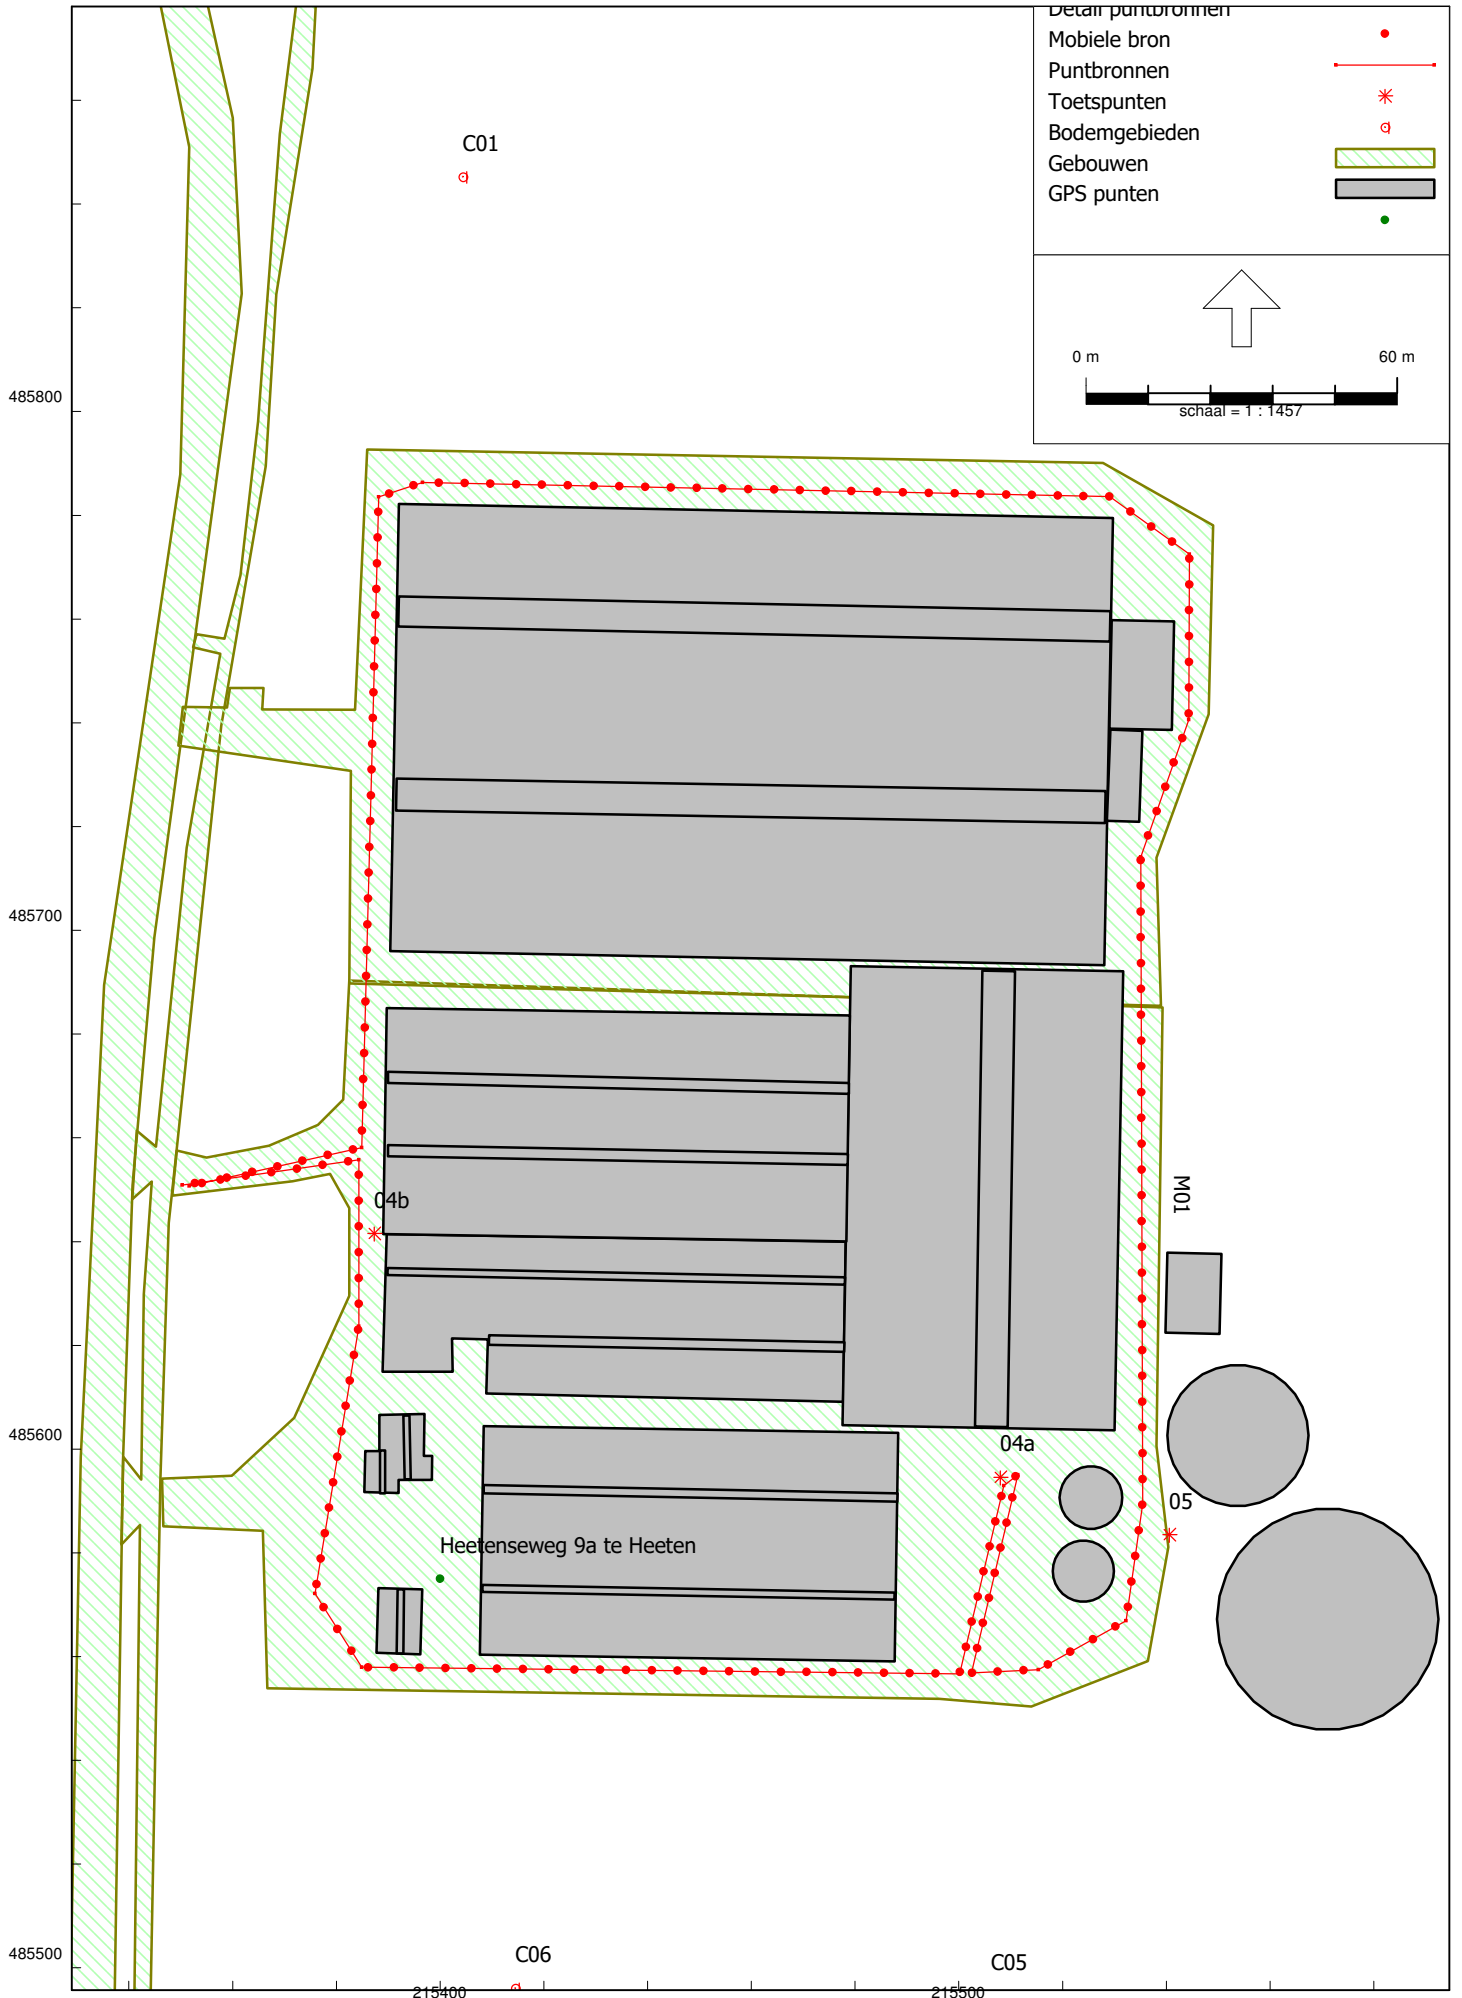 Detail puntbronnen
Mobiele bron
Puntbronnen
Toetspunten
Bodemgebieden
Gebouwen
GPS punten
C01
0 m 60 m
schaal = 1 : 1457
485800
485700
M01
04b
485600
04a
05
Heetenseweg 9a te Heeten
485500
C06
C05
215400 215500